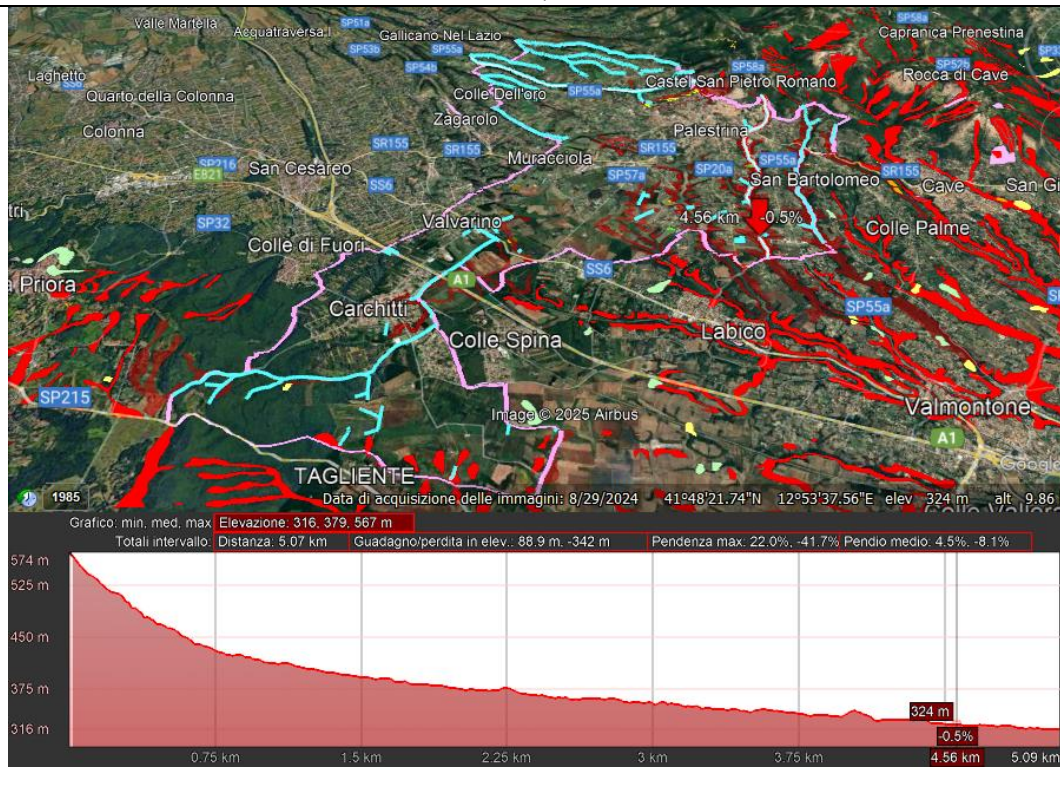 Valle Martella
SP51a
SP58a
Acquatraversa
Gallicano Nel Lazio
Capranica Prenestina
SP53b
SP55a
SP54b
SP58a
SP52b
Laghetto
SS6
Castel San Pietro Romano
Rocca di Cave
Quarto della Colonna
Colle Dell'oro
SP55a
Zagarolo
Colonna
Palestrina
SR155
SR155
SR155
SP216
E821
San Cesareo
Muracciola
SP55a
SS6
SP57a
SP20a
San Bartolomeo
SR155
Cave
San Gi
tri
SP32
Valvarino
4.56 km
-0.5%
Colle Palme
Colle di Fuori
SS6
A1
a Priora
Carchitti
SP55a
Colle Spina
Labico
SP215
Image © 2025 Airbus
Valmontone
A1
Google
TAGLIENTE
1985
Data di acquisizione delle immagini: 8/29/2024 41°48'21.74"N 12°53'37.56"E elev 324 m alt 9.86
Grafico: min, med, max Elevazione: 316, 379, 567 m
Totali intervallo: Distanza: 5.07 km Guadagno/perdita in elev.: 88.9 m, -342 m Pendenza max: 22.0%, -41.7% Pendio medio: 4.5%, -8.1%
574 m
525 m
450 m
375 m
316 m
324 m
-0.5%
0.75 km 1.5 km 2.25 km 3 km 3.75 km 4.56 km 5.09 km